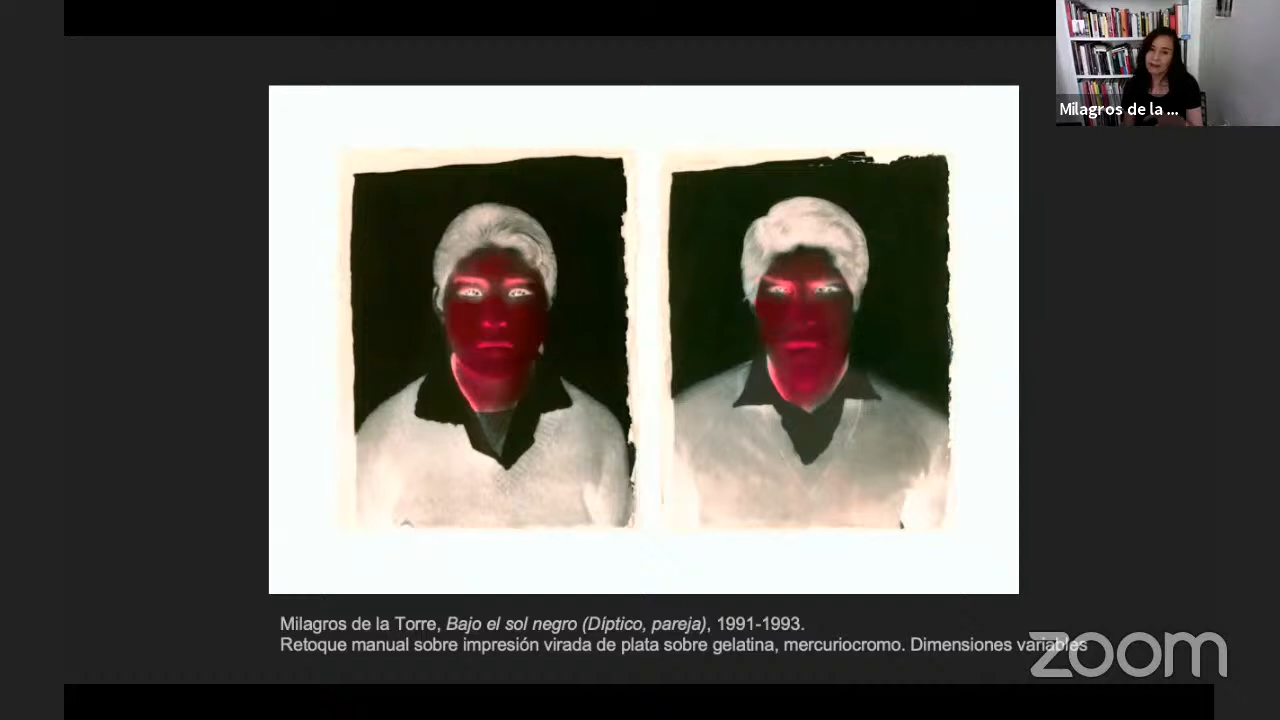 Milagros de la ...
Milagros de la Torre, Bajo el sol negro (Díptico, pareja), 1991-1993.
Retoque manual sobre impresión virada de plata sobre gelatina, mercuriocromo. Dimensiones variables
zoom